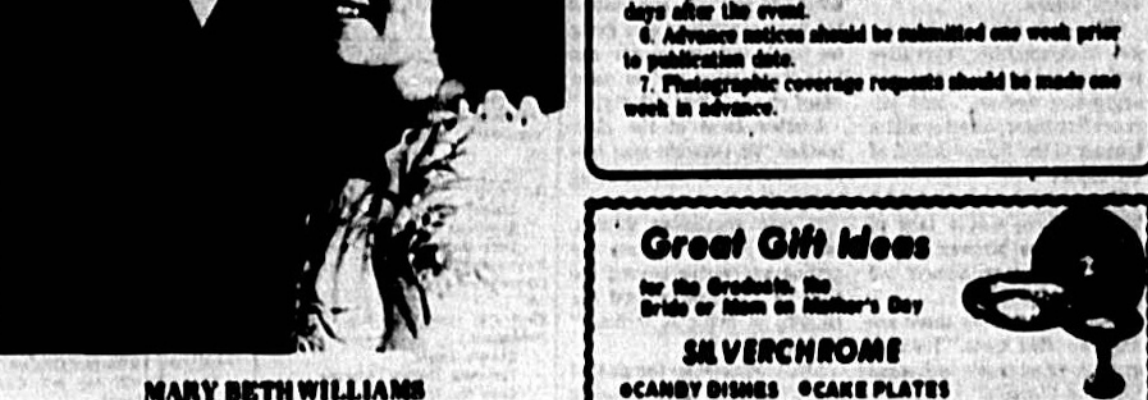 MARY BETH WILLIAMS
days after the event.
6. Advance notices should be submitted one week prior
to publication date.
7. Photographic coverage requests should be made one
week in advance.
Great Gift Ideas
for the Graduate, the
Bride or Mom on Mother's Day
SILVERCHROME
●CANDY DISHES ●CAKE PLATES